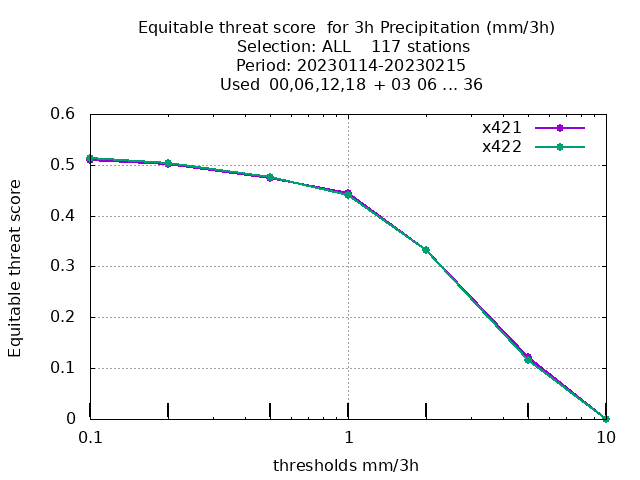 Equitable threat score  for 3h Precipitation (mm/3h)
Selection: ALL    117 stations
Period: 20230114-20230215
Used  00,06,12,18  + 03 06 ... 36
x421
x422
0.6
0.5
0.4
0.3
0.2
0.1
0
Equitable threat score
0.1
1
10
thresholds mm/3h